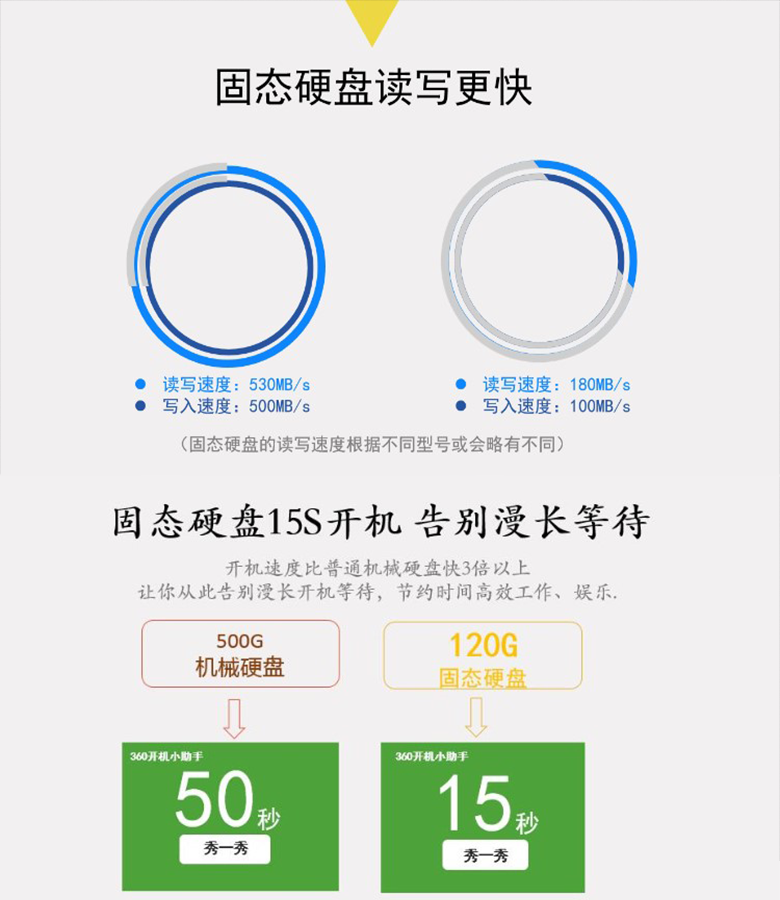 固态硬盘读写更快
读写速度：530MB/s
写入速度：500MB/s
读写速度：180MB/s
写入速度：100MB/s
（固态硬盘的读写速度根据不同型号或会略有不同）
固态硬盘15S开机 告别漫长等待
开机速度比普通机械硬盘快3倍以上
让你从此告别漫长开机等待，节约时间高效工作、娱乐.
500G
机械硬盘
120G
固态硬盘
360开机小助手
50秒
秀一秀
360开机小助手
15秒
秀一秀